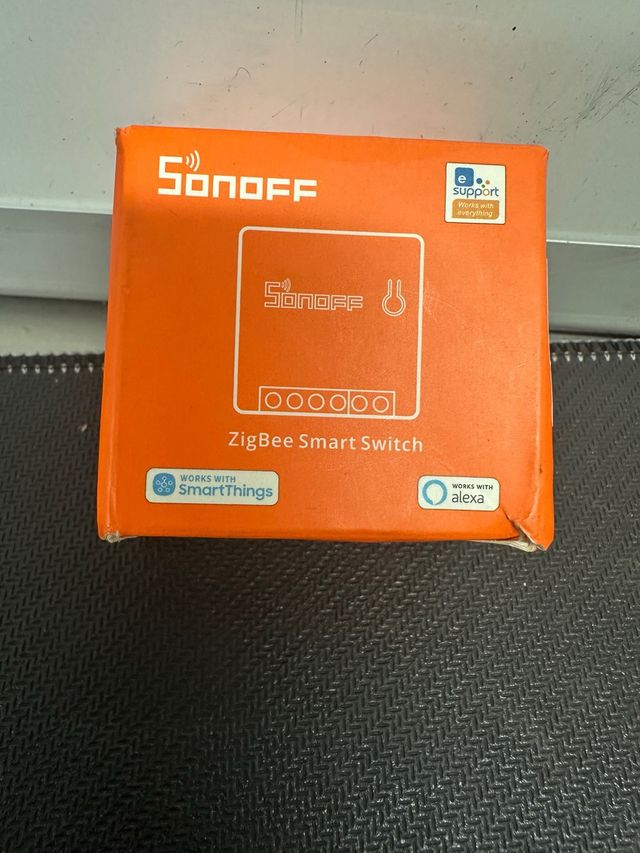 SONOFF
e
support
Works with
everything
SONOFF
ZigBee Smart Switch
WORKS WITH
SmartThings
WORKS WITH
alexa